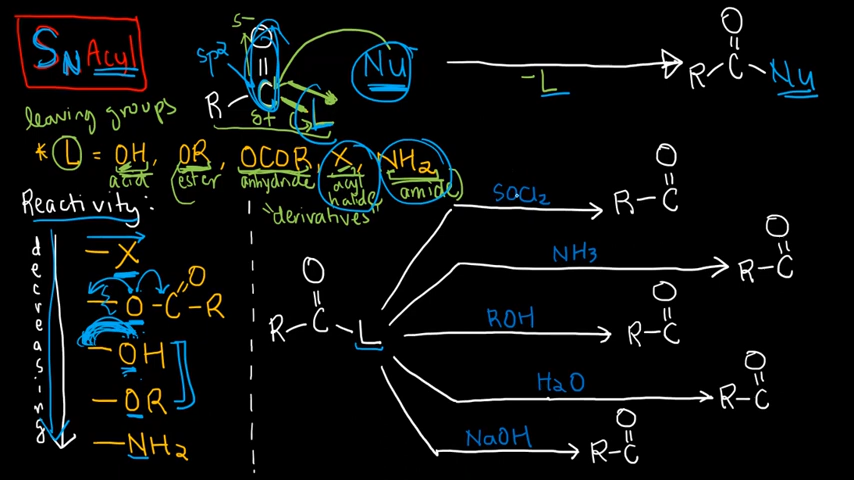 SN Acyl
sp2
δ-
O
R C L
δ+
Nu
-L
O
R-C-Nu
leaving groups
* L = OH, OR, OCOR, X, NH2
acid (ester anhydride acyl halide amide)
"derivatives"
Reactivity:
decreasing
-X
-O-C-R
O
-OH
-OR
-NH2
O
R-C-L
SOCl2
O
R-C
NH3
O
R-C
ROH
O
R-C
H2O
O
R-C
NaOH
O
R-C